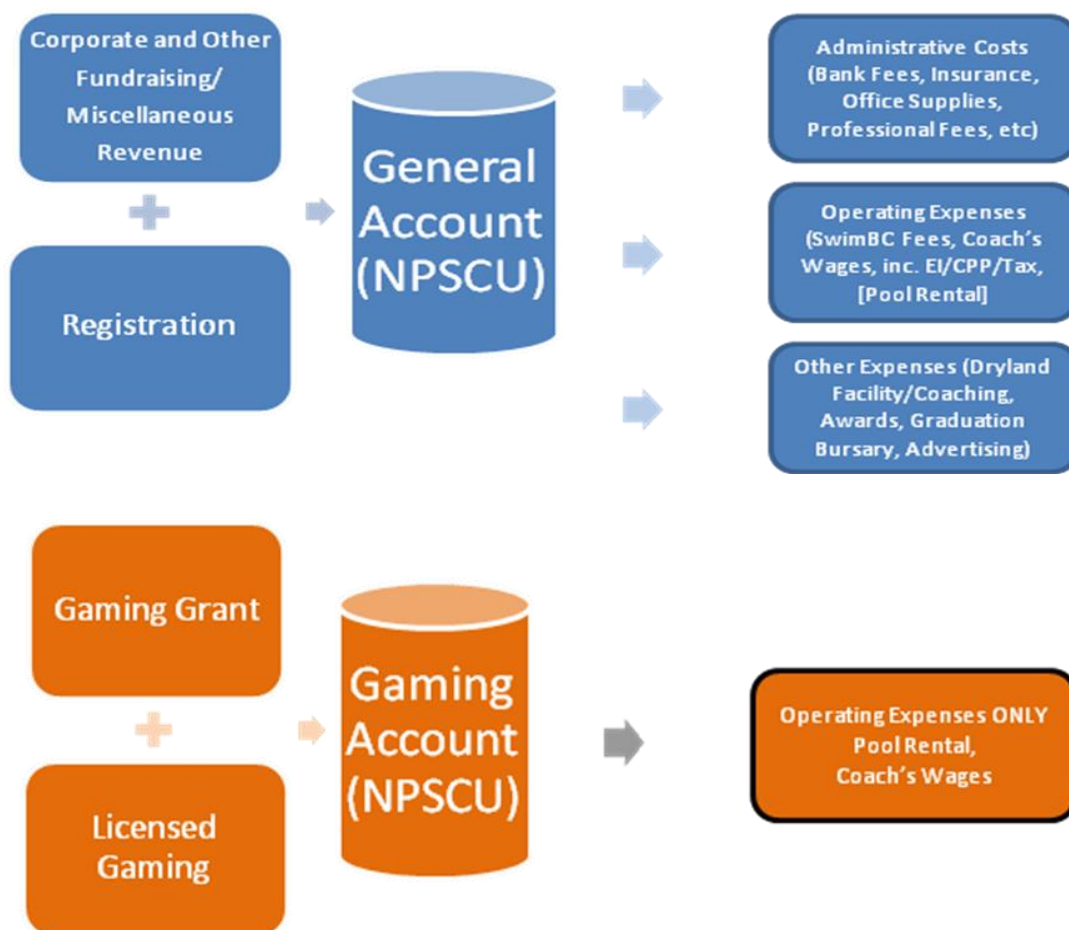 Corporate and Other
Fundraising/
Miscellaneous
Revenue
Registration
General
Account
(NPSCU)
Administrative Costs
(Bank Fees, Insurance,
Office Supplies,
Professional Fees, etc)
Operating Expenses
(SwimBC Fees, Coach's
Wages, inc. EI/CPP/Tax,
[Pool Rental]
Other Expenses (Dryland
Facility/Coaching,
Awards, Graduation
Bursary, Advertising)
Gaming Grant
Licensed
Gaming
Gaming
Account
(NPSCU)
Operating Expenses ONLY
Pool Rental,
Coach's Wages